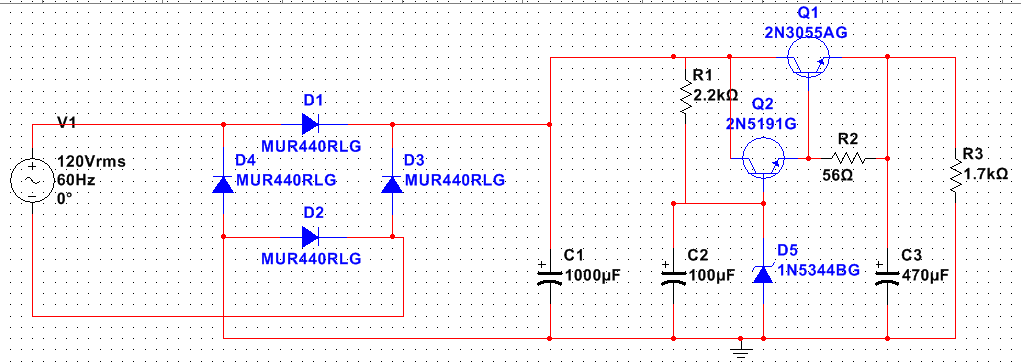 Q1
2N3055AG
R1
2.2kΩ
Q2
2N5191G
D1
MUR440RLG
V1
120Vrms
60Hz
0°
D4
MUR440RLG
D3
MUR440RLG
R2
56Ω
R3
1.7kΩ
D2
MUR440RLG
C1
1000µF
C2
100µF
D5
1N5344BG
C3
470µF